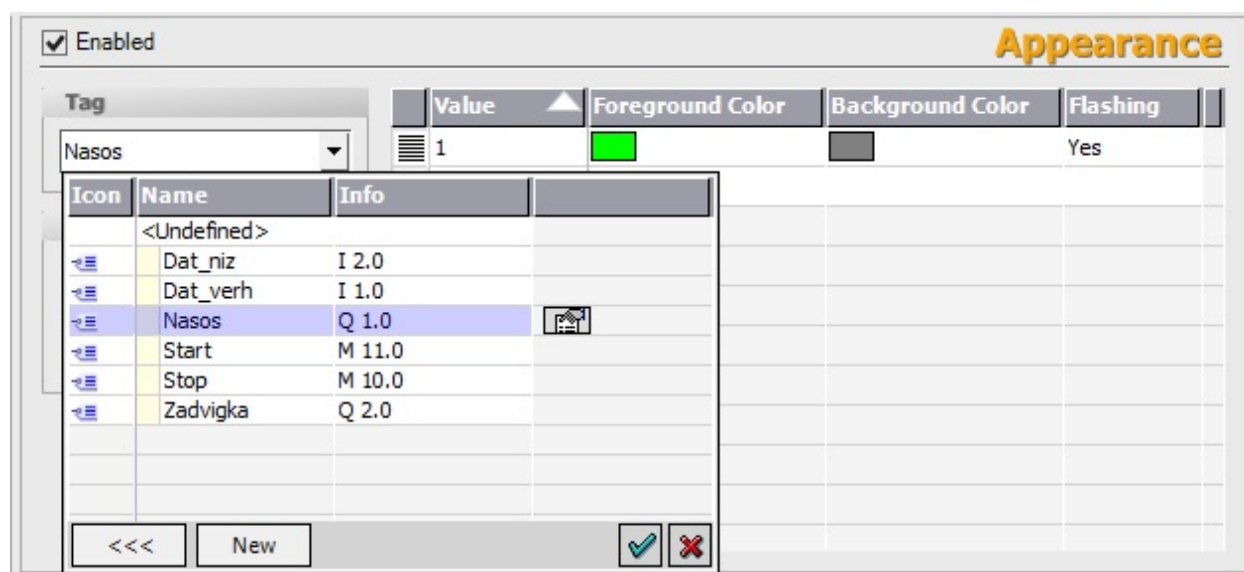 Enabled
Appearance
Tag
Nasos
Value Foreground Color Background Color Flashing
1 Yes
Icon Name Info
<Undefined>
Dat_niz I 2.0
Dat_verh I 1.0
Nasos Q 1.0
Start M 11.0
Stop M 10.0
Zadvigka Q 2.0
<<< New